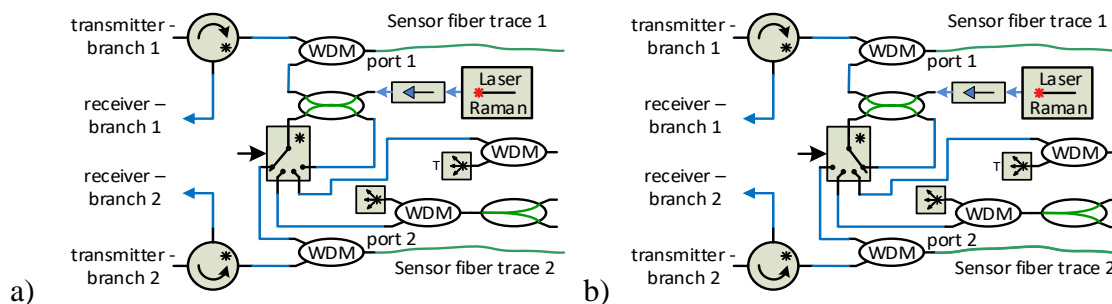 transmitter -
branch 1
WDM
Sensor fiber trace 1
port 1
receiver –
branch 1
Laser
Raman
WDM
T
receiver –
branch 2
WDM
port 2
transmitter -
branch 2
WDM
Sensor fiber trace 2
a)
transmitter -
branch 1
WDM
Sensor fiber trace 1
port 1
receiver –
branch 1
Laser
Raman
WDM
T
receiver –
branch 2
WDM
port 2
transmitter -
branch 2
WDM
Sensor fiber trace 2
b)